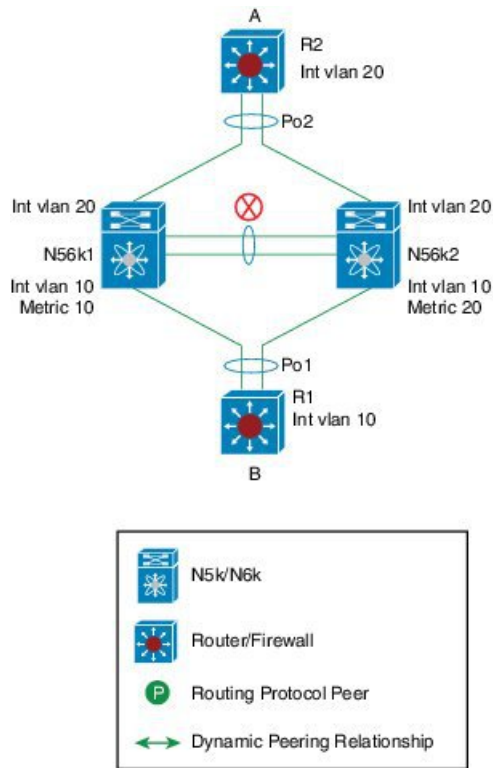 A
R2
Int vlan 20
Po2
Int vlan 20
Int vlan 20
N56k1
N56k2
Int vlan 10
Metric 10
Int vlan 10
Metric 20
Po1
R1
Int vlan 10
B
N5k/N6k
Router/Firewall
P
Routing Protocol Peer
Dynamic Peering Relationship